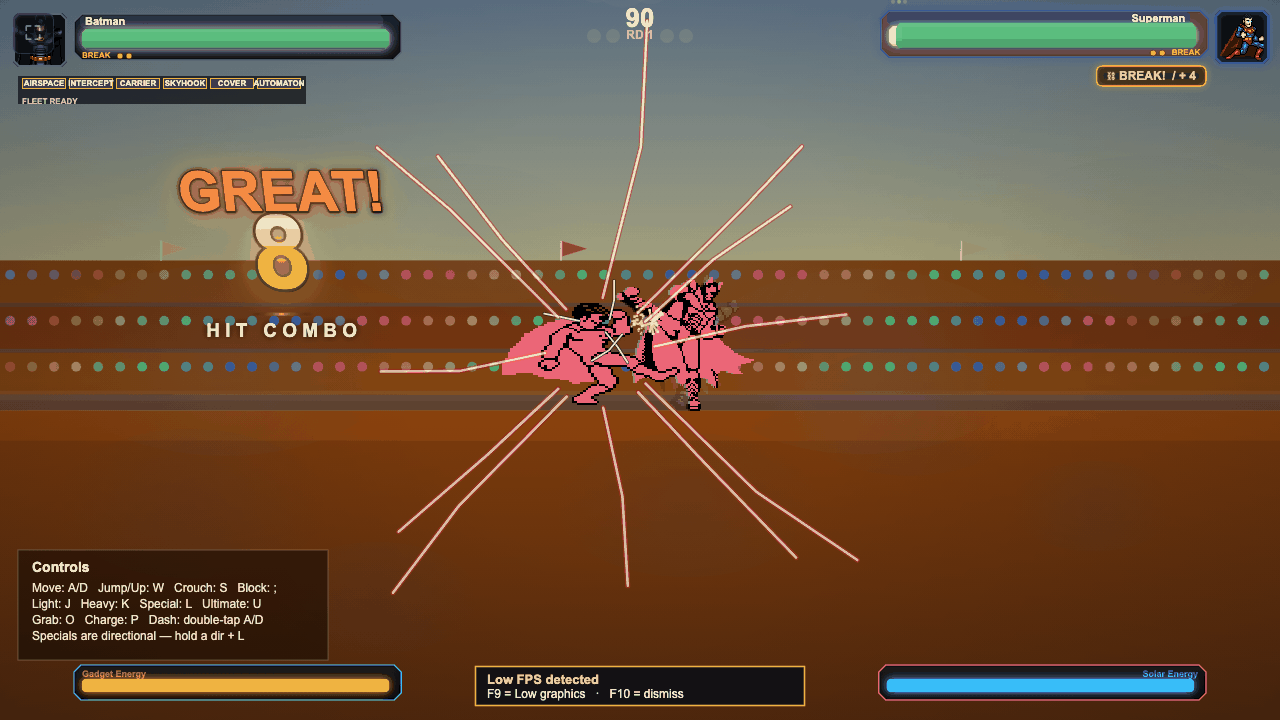 Batman
90
Superman
RD 1
BREAK
BREAK
BREAK! / + 4
AIRSPACE INTERCEPT CARRIER SKYHOOK COVER AUTOMATON
FLEET READY
GREAT!
8
HIT COMBO
Controls
Move: A/D Jump/Up: W Crouch: S Block: ;
Light: J Heavy: K Special: L Ultimate: U
Grab: O Charge: P Dash: double-tap A/D
Specials are directional — hold a dir + L
Gadget Energy
Low FPS detected
F9 = Low graphics · F10 = dismiss
Solar Energy